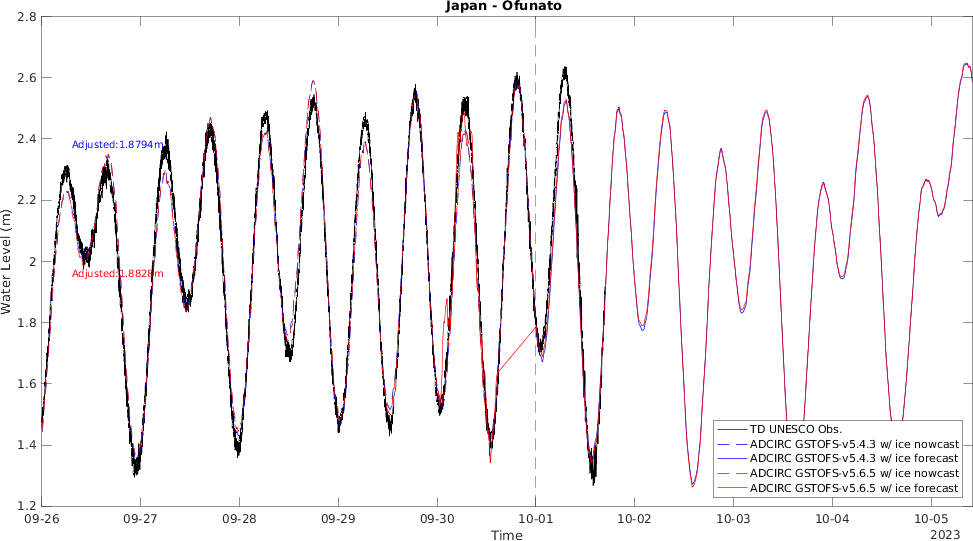 Japan - Ofunato
2.8
2.6
2.4
2.2
2
1.8
1.6
1.4
1.2
Water Level (m)
Adjusted:1.8794m
Adjusted:1.8828m
TD UNESCO Obs.
ADCIRC GSTOFS-v5.4.3 w/ ice nowcast
ADCIRC GSTOFS-v5.4.3 w/ ice forecast
ADCIRC GSTOFS-v5.6.5 w/ ice nowcast
ADCIRC GSTOFS-v5.6.5 w/ ice forecast
09-26 09-27 09-28 09-29 09-30 10-01 10-02 10-03 10-04 10-05
Time
2023